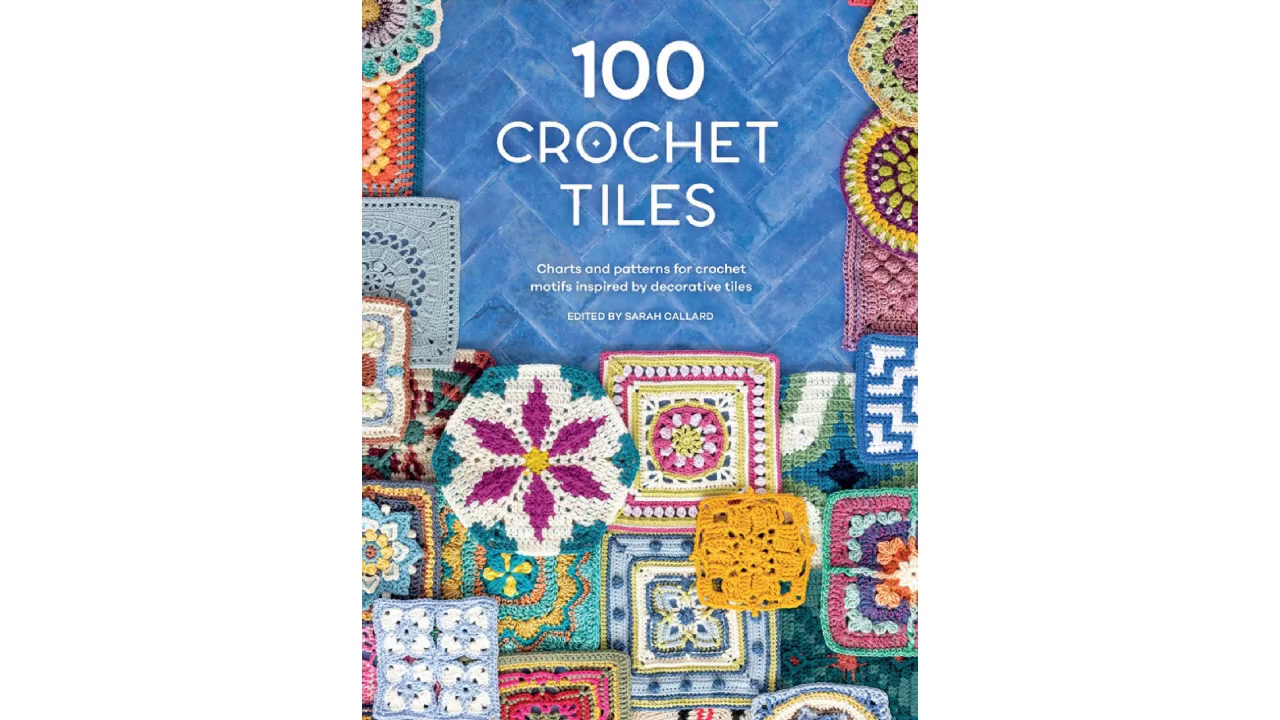 100
CROCHET
TILES
Charts and patterns for crochet
motifs inspired by decorative tiles
EDITED BY SARAH CALLARD